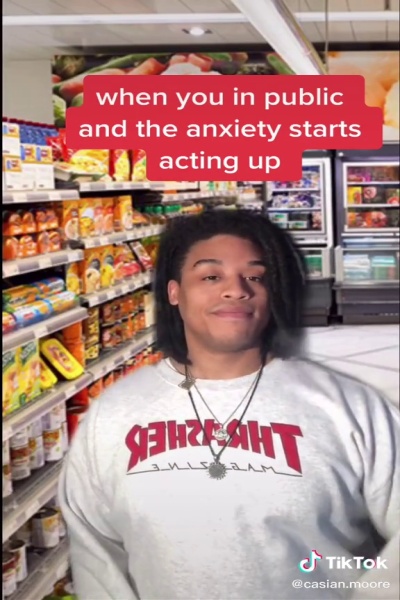 when you in public
and the anxiety starts
acting up
THRASHER
MAGAZINE
TikTok
@casian.moore